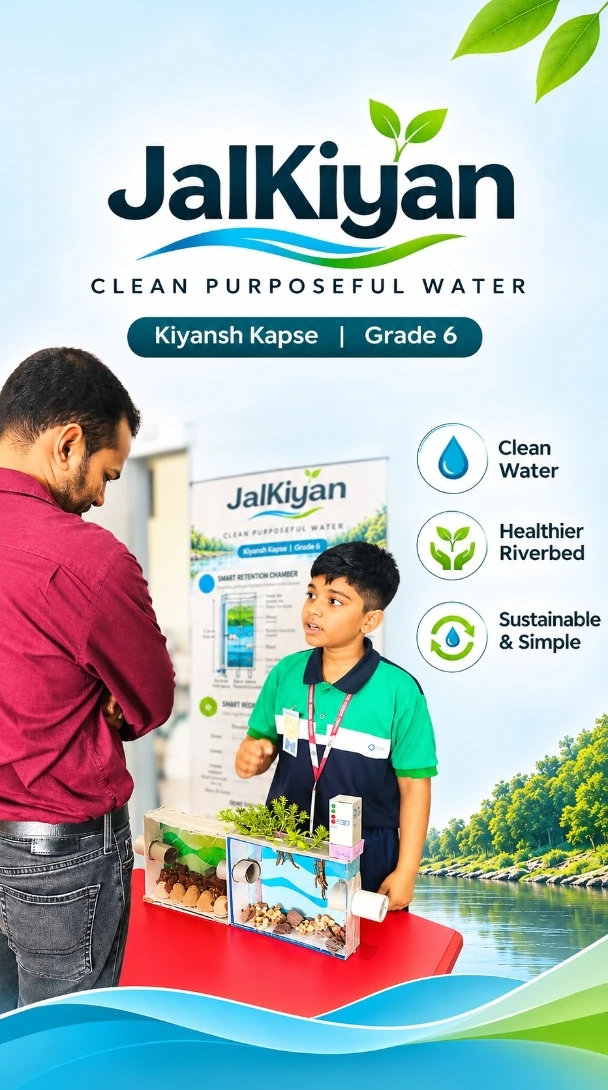 JalKiyan
CLEAN PURPOSEFUL WATER
Kiyansh Kapse | Grade 6
Clean
Water
Healthier
Riverbed
Sustainable
& Simple
JalKiyan
CLEAN PURPOSEFUL WATER
Kiyansh Kapse | Grade 6
SMART RETENTION CHAMBER
SMART